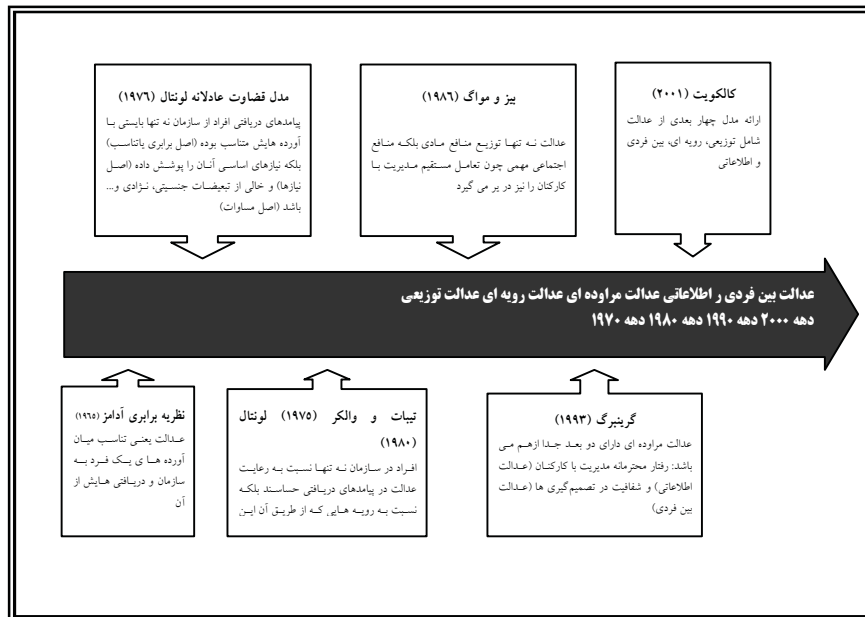 مدل قضاوت عادلانه لونتال (۱۹۷۶)
پیامدهای دریافتی افراد از سازمان نه تنها بایستی با
آورده هایش متناسب بوده (اصل برابری یاتناسب)
بلکه نیازهای اساسی آنان را پوشش داده (اصل
نیازها) و خالی از تبعیضات جنسیتی، نژادی و...
باشد (اصل مساوات)
بیز و مواگ (۱۹۸۶)
عدالت نه تنها توزیع منافع مادی بلکه منافع
اجتماعی مهمی چون تعامل مستقیم مدیریت با
کارکنان را نیز در بر می گیرد
کالکویت (۲۰۰۱)
ارائه مدل چهار بعدی از عدالت
شامل توزیعی، رویه ای، بین فردی
و اطلاعاتی
عدالت بین فردی ر اطلاعاتی عدالت مراوده ای عدالت رویه ای عدالت توزیعی
دهه ۲۰۰۰ دهه ۱۹۹۰ دهه ۱۹۸۰ دهه ۱۹۷۰
نظریه برابری آدامز (۱۹۶۵)
عدالت یعنی تناسب میان
آورده ها ی یک فرد به
سازمان و دریافتی هایش از
آن
تیبات و والکر (۱۹۷۵) لونتال
(۱۹۸۰)
افراد در سازمان نه تنها نسبت به رعایت
عدالت در پیامدهای دریافتی حساسند بلکه
نسبت به رویه هایی که از طریق آن این
گرینبرگ (۱۹۹۳)
عدالت مراوده ای دارای دو بعد جدا ازهم می
باشد: رفتار محترمانه مدیریت با کارکنان (عدالت
اطلاعاتی) و شفافیت در تصمیم‌گیری ها (عدالت
بین فردی)